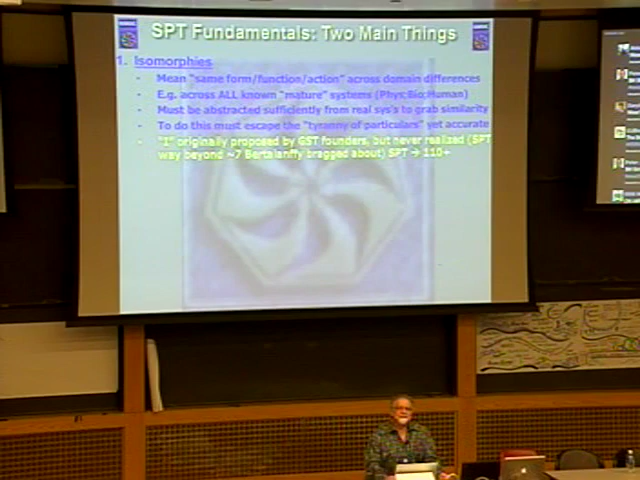 SPT Fundamentals: Two Main Things
1. Isomorphies
- Mean "same form/function/action" across domain differences
- E.g. across ALL known "mature" systems (Phys;Bio;Human)
- Must be abstracted sufficiently from real sys's to grab similarity
- To do this must escape the "tyranny of particulars" yet accurate
- "I" originally proposed by GST founders, but never realized (SPT
way beyond ~7 Bertalanffy bragged about) SPT → 110+